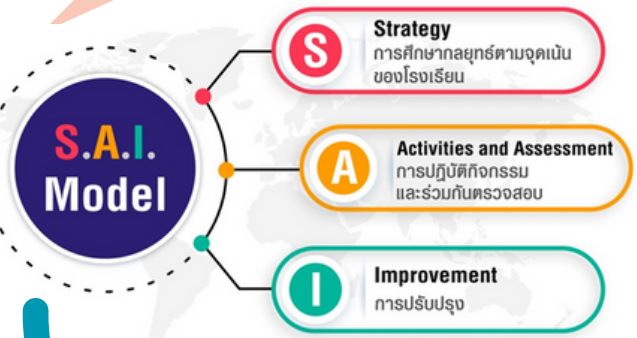 S.A.I.
Model
S
Strategy
การศึกษากลยุทธ์ตามจุดเน้น
ของโรงเรียน
A
Activities and Assessment
การปฏิบัติกิจกรรม
และร่วมกันตรวจสอบ
I
Improvement
การปรับปรุง